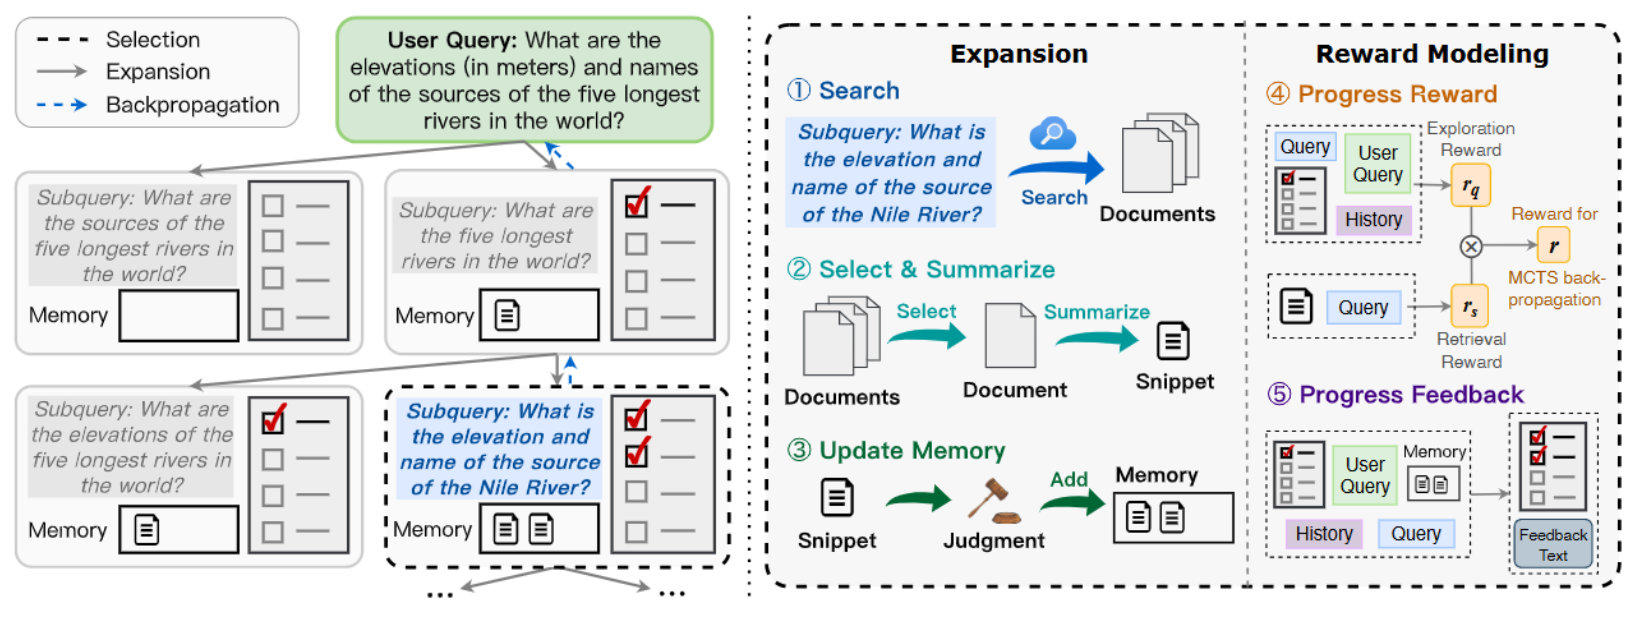 Selection
Expansion
Backpropagation
User Query: What are the
elevations (in meters) and names
of the sources of the five longest
rivers in the world?
Subquery: What are
the sources of the
five longest rivers in
the world?
Memory
Subquery: What are
the five longest
rivers in the world?
Memory
Subquery: What are
the elevations of the
five longest rivers in
the world?
Memory
Subquery: What is
the elevation and
name of the source
of the Nile River?
Memory
...
...
Expansion
① Search
Subquery: What is
the elevation and
name of the source
of the Nile River?
Search
Documents
② Select & Summarize
Select
Summarize
Documents
Document
Snippet
③ Update Memory
Snippet
Judgment
Add
Memory
Reward Modeling
④ Progress Reward
Query
User
Query
History
Exploration
Reward
rq
Reward for
r
MCTS back-
propagation
Query
rs
Retrieval
Reward
⑤ Progress Feedback
User
Query
Memory
History
Query
Feedback
Text